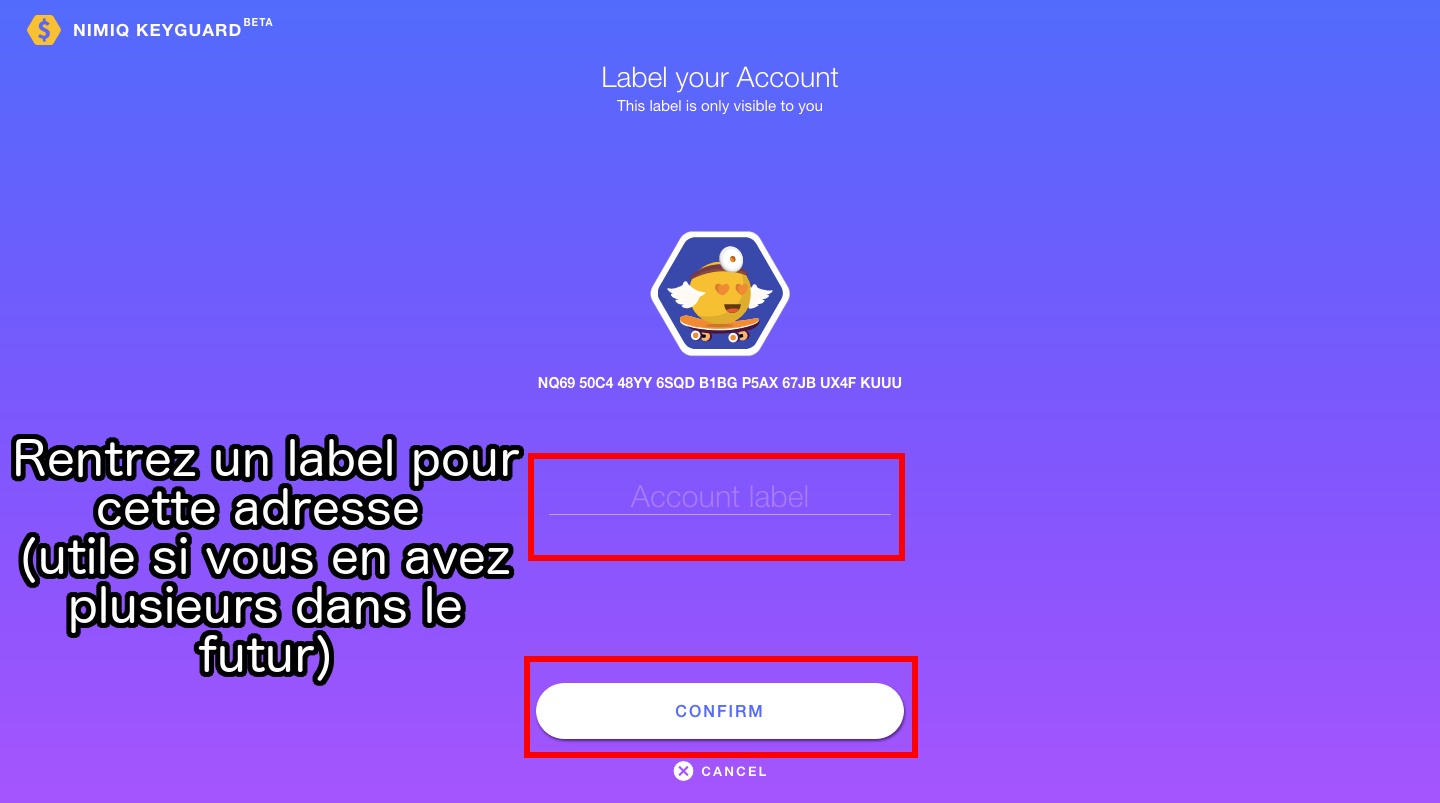 NIMIQ KEYGUARD BETA
Label your Account
This label is only visible to you
NQ69 50C4 48YY 6SQD B1BG P5AX 67JB UX4F KUUU
Rentrez un label pour
cette adresse
(utile si vous en avez
plusieurs dans le
futur)
Account label
CONFIRM
CANCEL